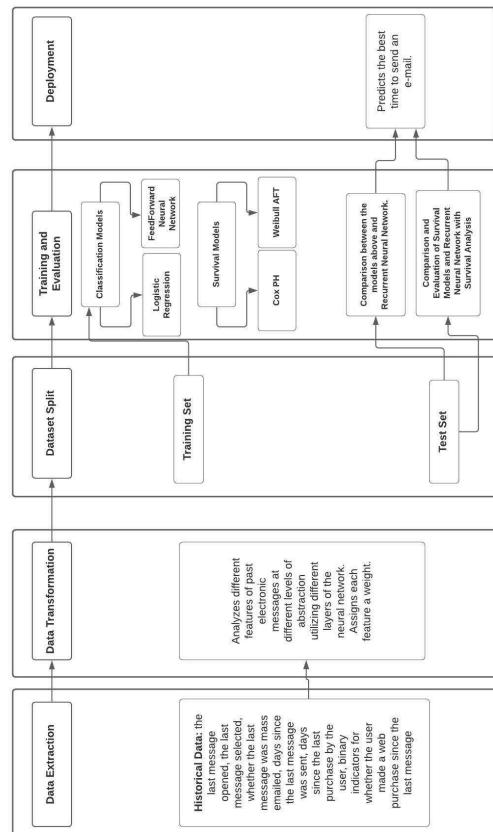 Data Extraction
Historical Data: the
last message
opened, the last
message selected,
whether the last
message was mass
emailed, days since
the last message
was sent, days
since the last
purchase by the
user, binary
indicators for
whether the user
made a web
purchase since the
last message
Data Transformation
Analyzes different
features of past
electronic
messages at
different levels of
abstraction
utilizing different
layers of the
neural network.
Assigns each
feature a weight.
Dataset Split
Training Set
Test Set
Training and
Evaluation
Classification Models
Logistic
Regression
FeedForward
Neural
Network
Survival Models
Cox PH
Weibull AFT
Comparison between the
models above and
Recurrent Neural Network.
Comparison and
Evaluation of Survival
Models and Recurrent
Neural Network with
Survival Analysis
Deployment
Predicts the best
time to send an
e-mail.